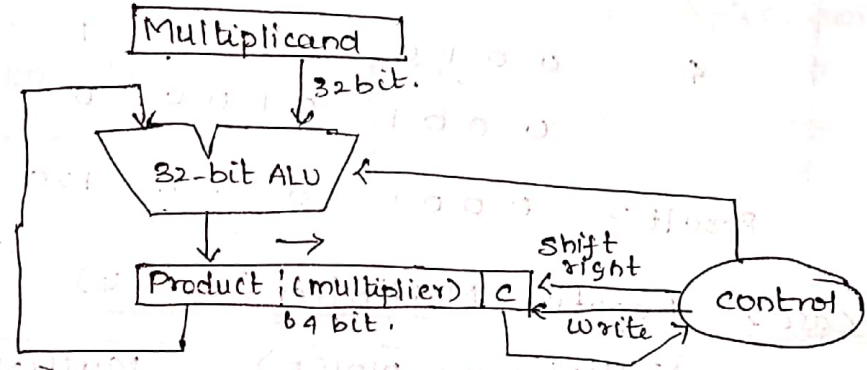 Multiplicand
32bit.
32-bit ALU
Shift
right
Product (multiplier) C
control
64 bit.
write